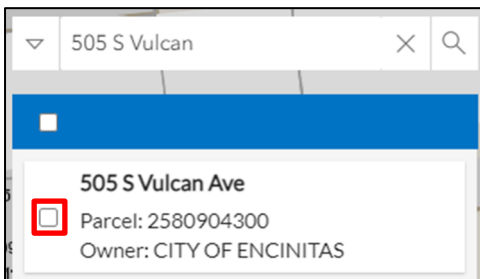 505 S Vulcan
505 S Vulcan Ave
Parcel: 2580904300
Owner: CITY OF ENCINITAS